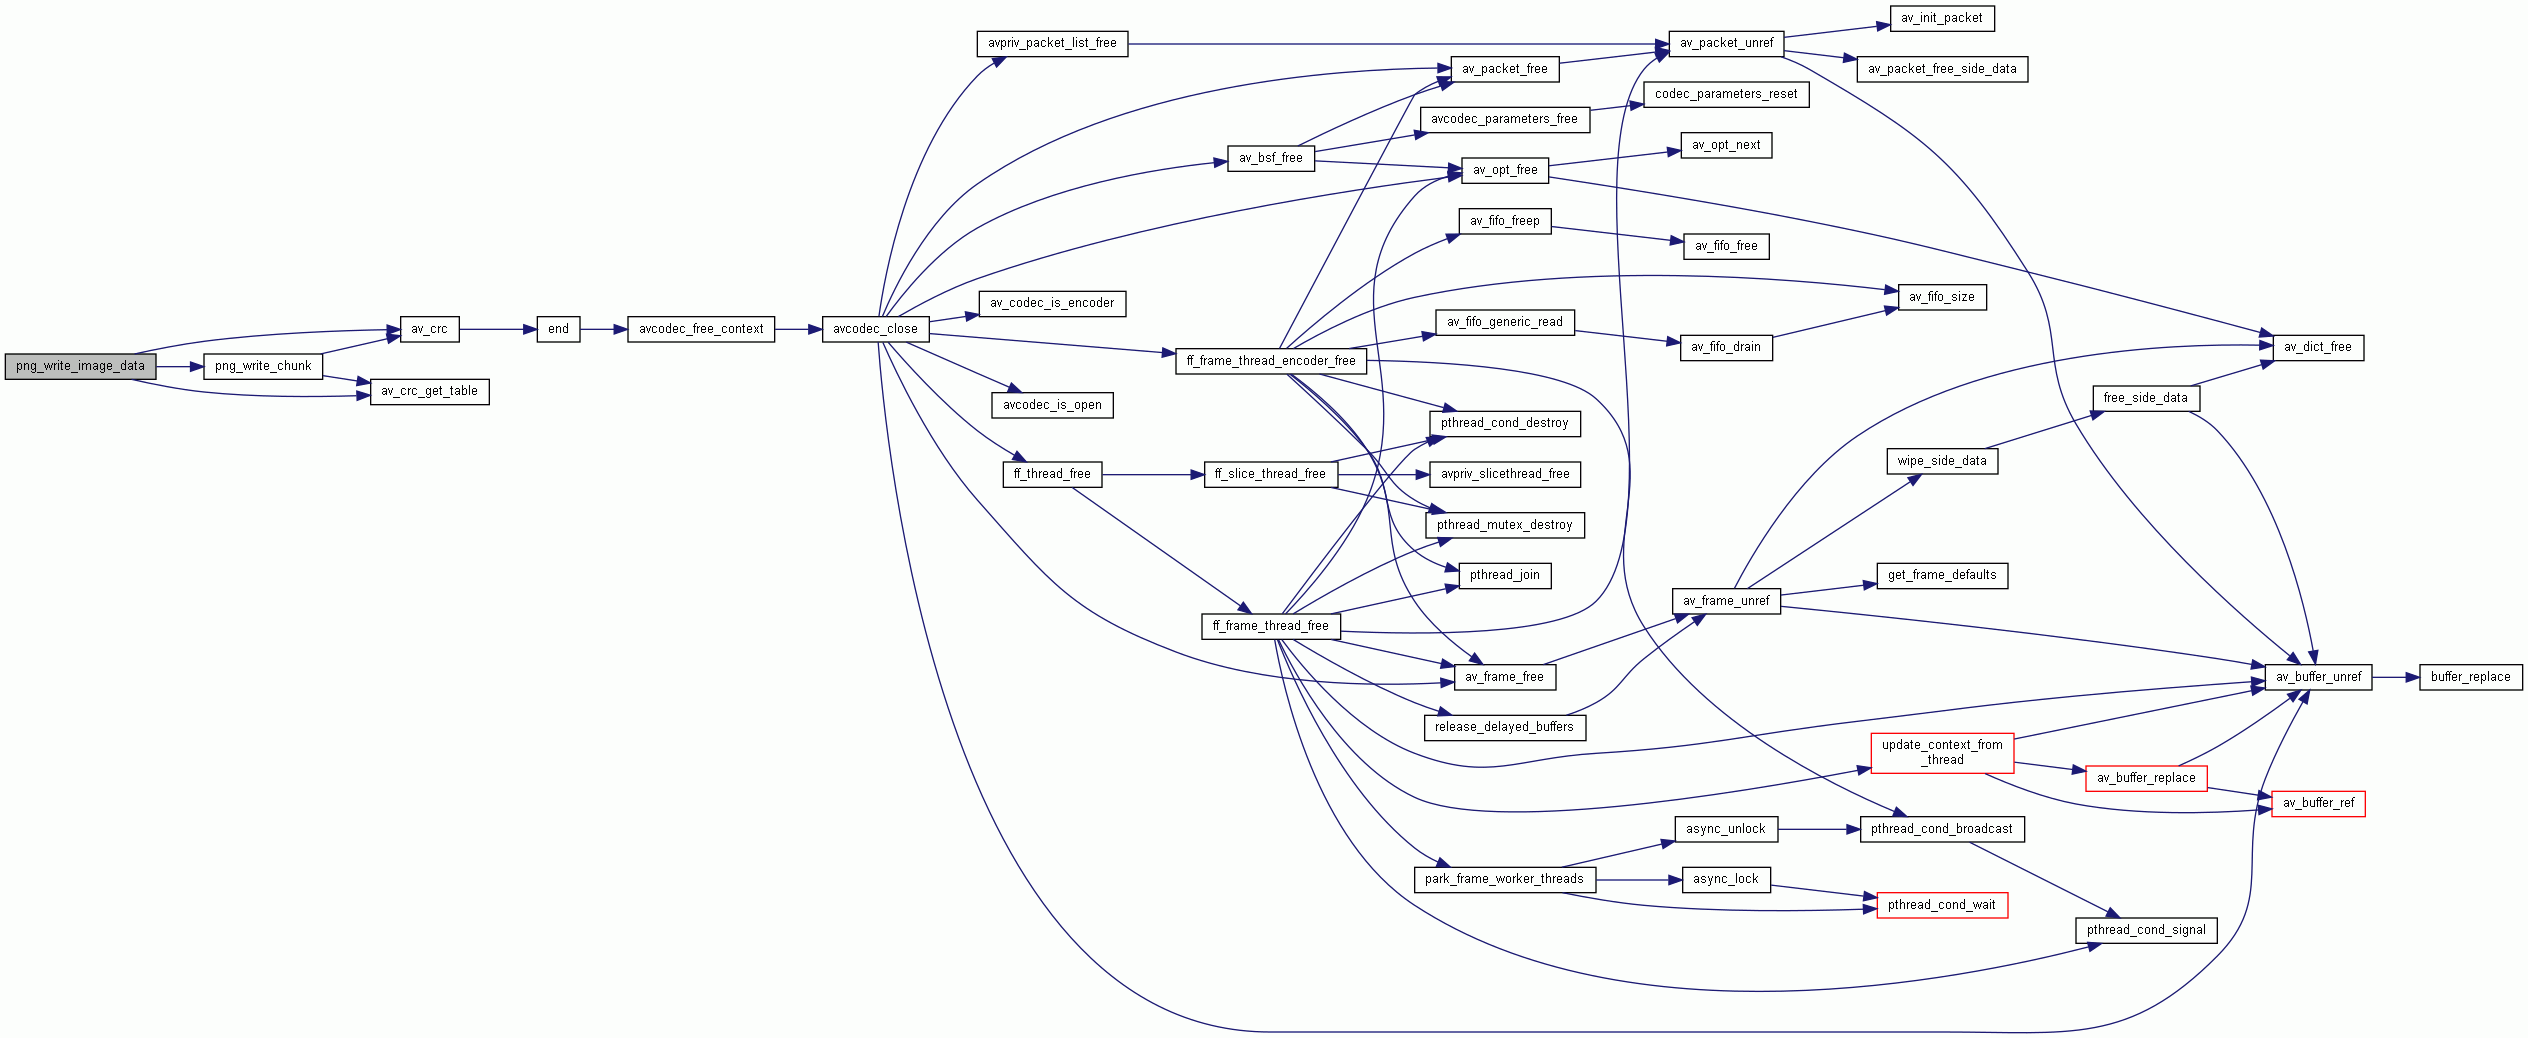 png_write_image_data
png_write_chunk
av_crc
av_crc_get_table
end
avcodec_free_context
avcodec_close
avpriv_packet_list_free
av_codec_is_encoder
avcodec_is_open
ff_thread_free
av_bsf_free
ff_frame_thread_encoder_free
ff_slice_thread_free
ff_frame_thread_free
av_packet_free
avcodec_parameters_free
av_opt_free
av_fifo_freep
av_fifo_generic_read
pthread_cond_destroy
avpriv_slicethread_free
pthread_mutex_destroy
pthread_join
av_frame_free
release_delayed_buffers
park_frame_worker_threads
av_packet_unref
codec_parameters_reset
av_opt_next
av_fifo_free
av_fifo_drain
av_frame_unref
async_unlock
async_lock
av_init_packet
av_packet_free_side_data
av_fifo_size
wipe_side_data
get_frame_defaults
update_context_from
_thread
pthread_cond_broadcast
pthread_cond_wait
free_side_data
av_buffer_replace
pthread_cond_signal
av_dict_free
av_buffer_unref
av_buffer_ref
buffer_replace